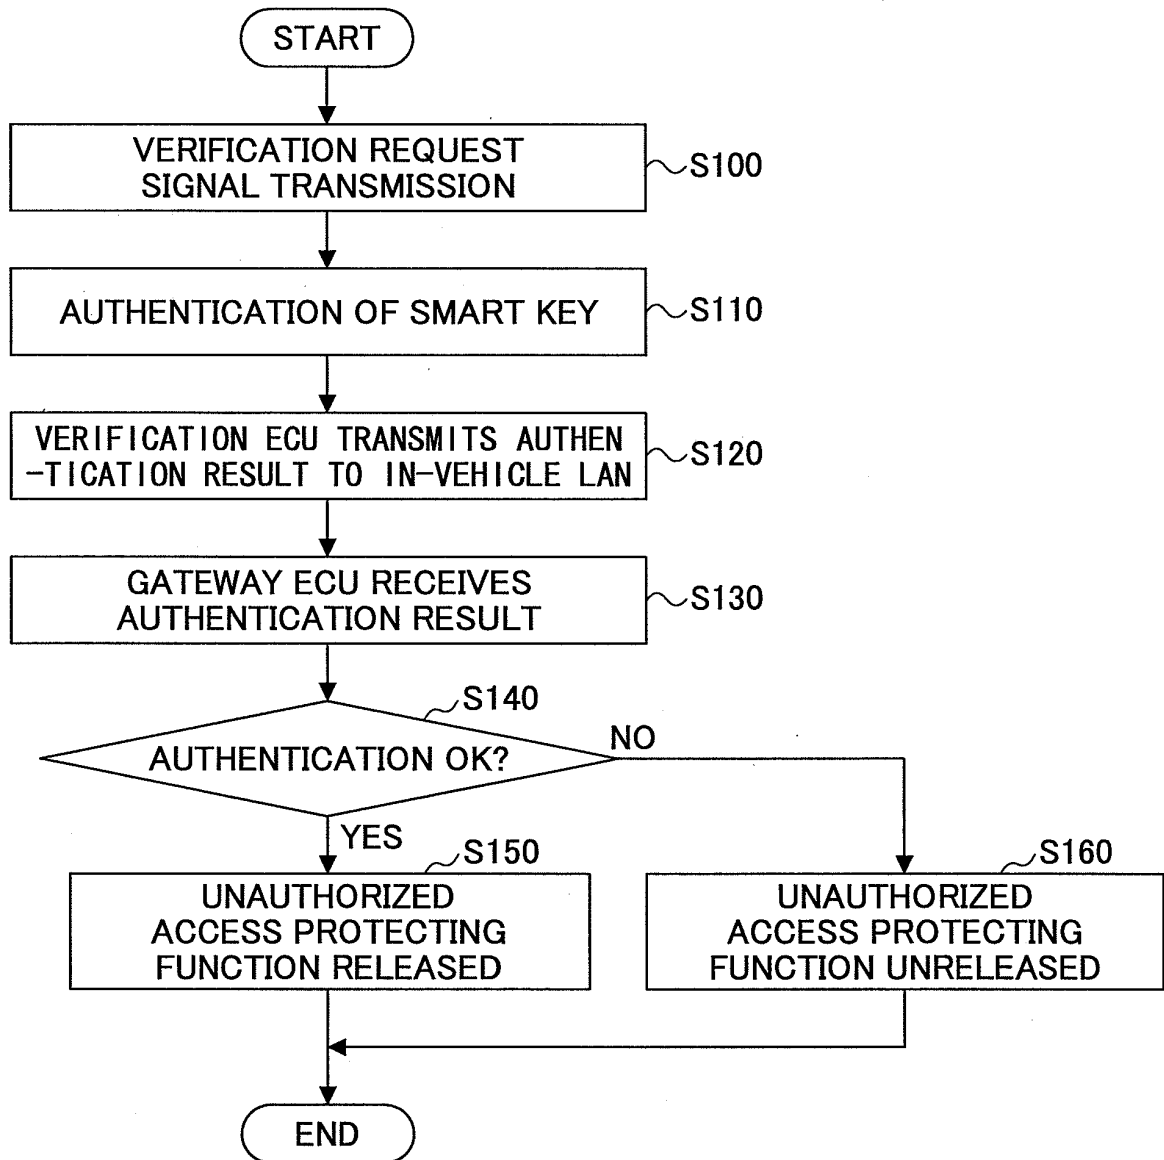 START
VERIFICATION REQUEST
SIGNAL TRANSMISSION
S100
AUTHENTICATION OF SMART KEY
S110
VERIFICATION ECU TRANSMITS AUTHEN
-TICATION RESULT TO IN-VEHICLE LAN
S120
GATEWAY ECU RECEIVES
AUTHENTICATION RESULT
S130
S140
AUTHENTICATION OK?
NO
YES
S150
UNAUTHORIZED
ACCESS PROTECTING
FUNCTION RELEASED
S160
UNAUTHORIZED
ACCESS PROTECTING
FUNCTION UNRELEASED
END